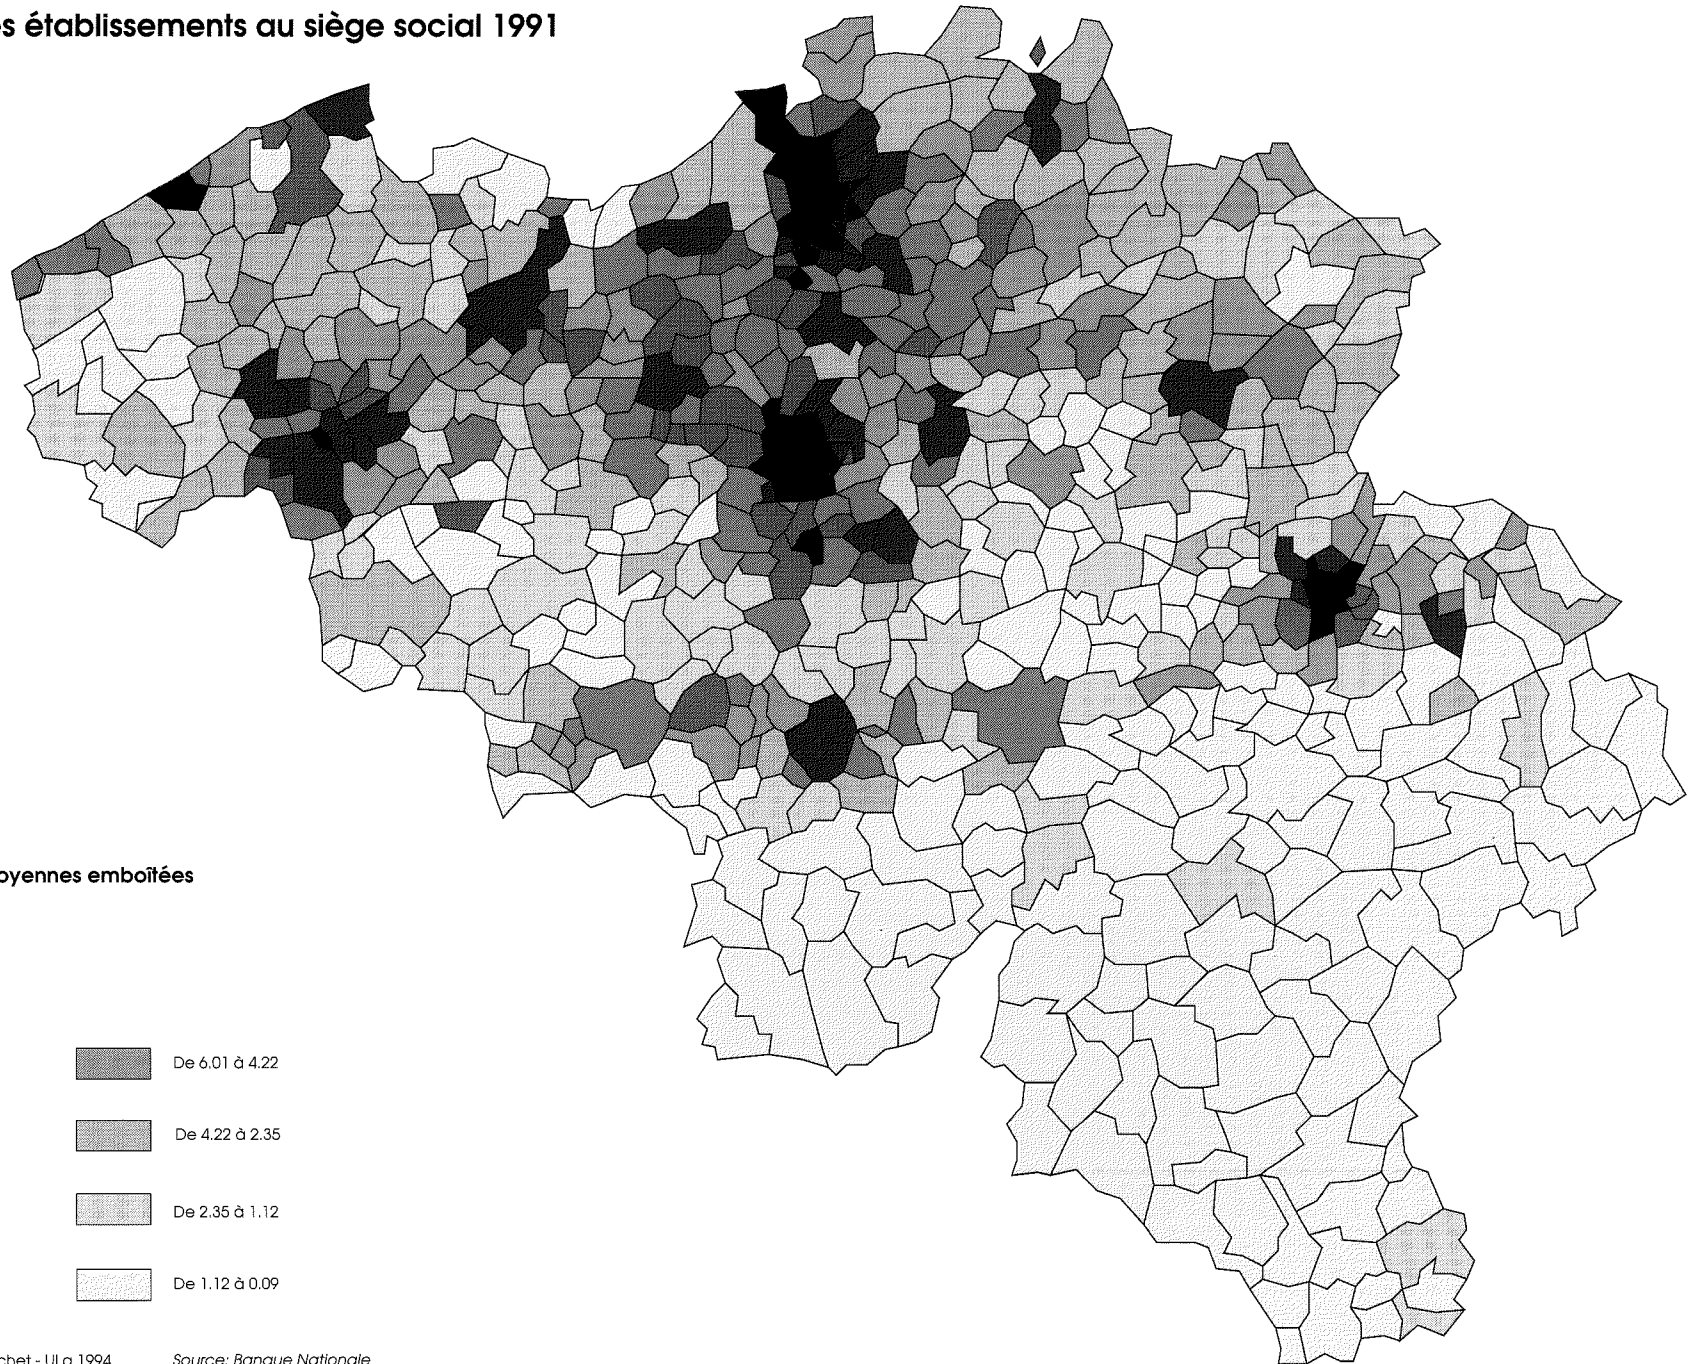 s établissements au siège social 1991
oyennes emboîtées
De 6.01 à 4.22
De 4.22 à 2.35
De 2.35 à 1.12
De 1.12 à 0.09
chet - ULg 1994 Source: Banque Nationale